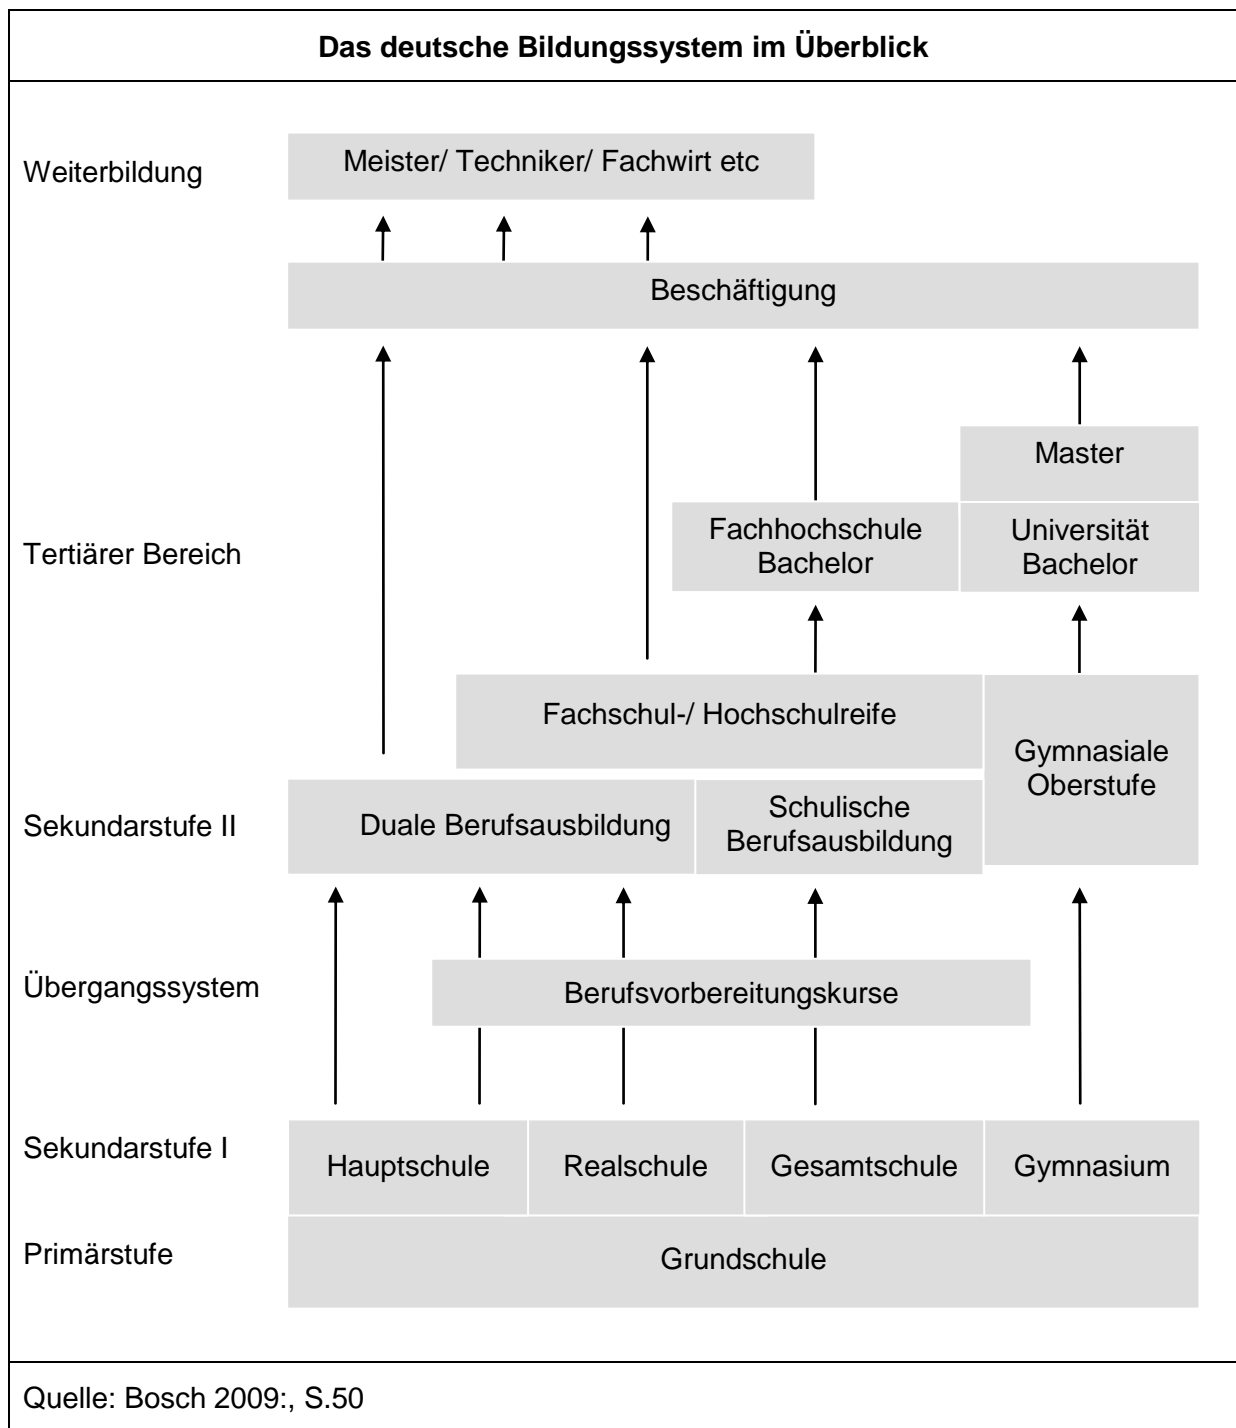 Das deutsche Bildungssystem im Überblick
Weiterbildung
Meister/ Techniker/ Fachwirt etc
Beschäftigung
Master
Tertiärer Bereich
Fachhochschule
Bachelor
Universität
Bachelor
Fachschul-/ Hochschulreife
Gymnasiale
Oberstufe
Sekundarstufe II
Duale Berufsausbildung
Schulische
Berufsausbildung
Übergangssystem
Berufsvorbereitungskurse
Sekundarstufe I
Hauptschule
Realschule
Gesamtschule
Gymnasium
Primärstufe
Grundschule
Quelle: Bosch 2009:, S.50